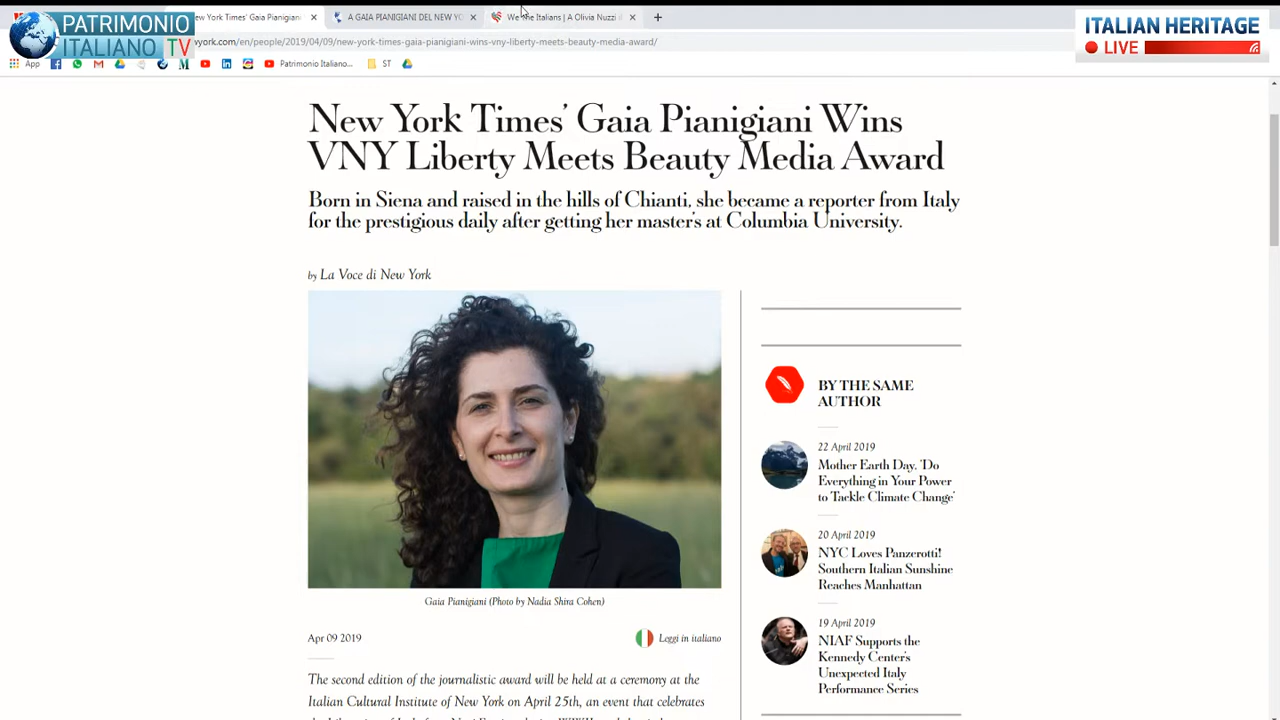 New York Times' Gaia Pianigiani
A GAIA PIANIGIANI DEL NEW YO
We the Italians | A Olivia Nuzzi
PATRIMONIO
ITALIANO TV
ITALIAN HERITAGE
LIVE
york.com/en/people/2019/04/09/new-york-times-gaia-pianigiani-wins-vny-liberty-meets-beauty-media-award/
App
Patrimonio Italiano...
ST
New York Times' Gaia Pianigiani Wins
VNY Liberty Meets Beauty Media Award
Born in Siena and raised in the hills of Chianti, she became a reporter from Italy
for the prestigious daily after getting her master's at Columbia University.
by La Voce di New York
Gaia Pianigiani (Photo by Nadia Shira Cohen)
Apr 09 2019
Leggi in italiano
The second edition of the journalistic award will be held at a ceremony at the
Italian Cultural Institute of New York on April 25th, an event that celebrates
BY THE SAME
AUTHOR
22 April 2019
Mother Earth Day. 'Do
Everything in Your Power
to Tackle Climate Change'
20 April 2019
NYC Loves Panzerotti!
Southern Italian Sunshine
Reaches Manhattan
19 April 2019
NIAF Supports the
Kennedy Center's
Unexpected Italy
Performance Series